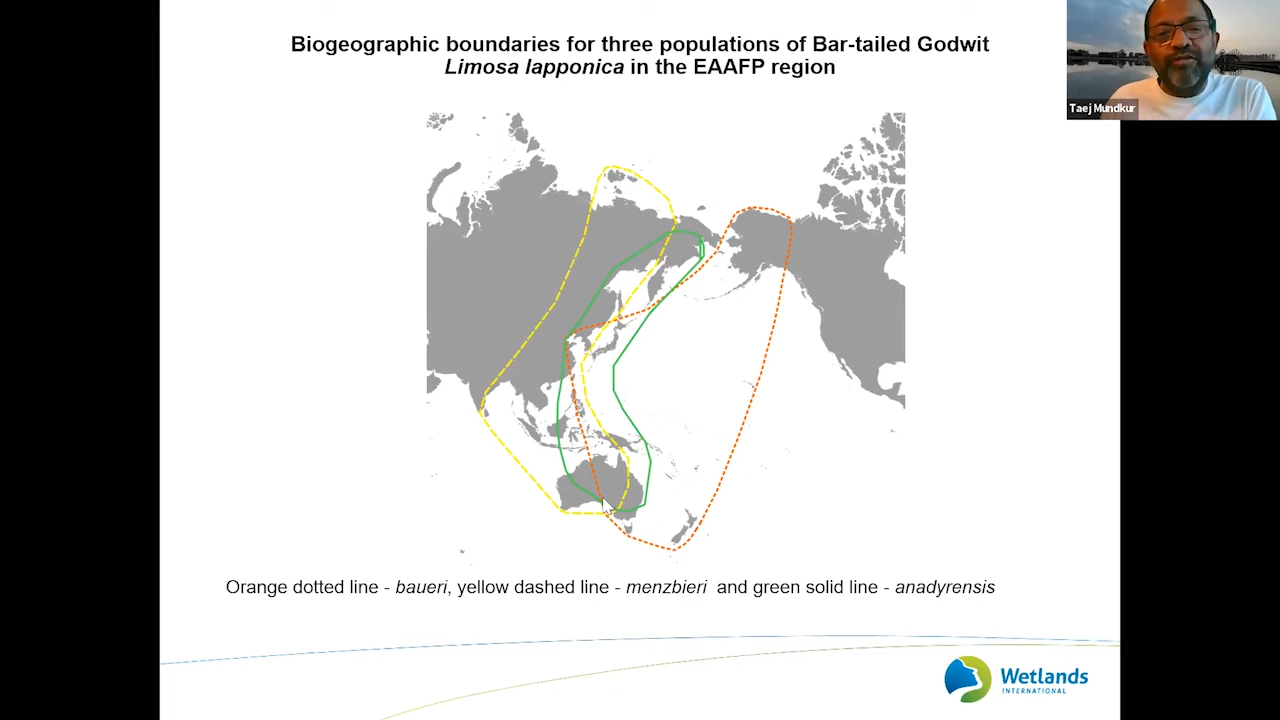 Biogeographic boundaries for three populations of Bar-tailed Godwit
Limosa lapponica in the EAAFP region
Taej Mundkur
Orange dotted line - baueri, yellow dashed line - menzbieri and green solid line - anadyrensis
Wetlands
INTERNATIONAL